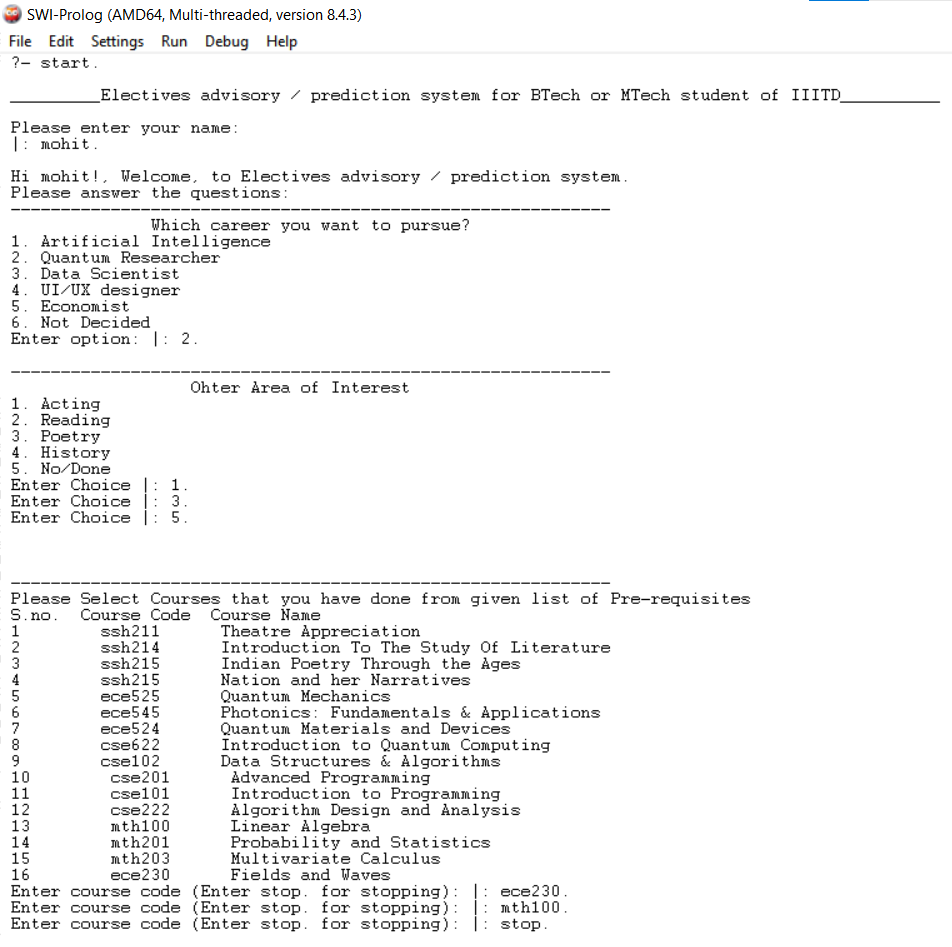 SWI-Prolog (AMD64, Multi-threaded, version 8.4.3)
File Edit Settings Run Debug Help
?- start.
_________Electives advisory / prediction system for BTech or MTech student of IIITD__________
Please enter your name:
|: mohit.
Hi mohit!, Welcome, to Electives advisory / prediction system.
Please answer the questions:
------------------------------------------------------------
Which career you want to pursue?
1. Artificial Intelligence
2. Quantum Researcher
3. Data Scientist
4. UI/UX designer
5. Economist
6. Not Decided
Enter option: |: 2.
------------------------------------------------------------
Ohter Area of Interest
1. Acting
2. Reading
3. Poetry
4. History
5. No/Done
Enter Choice |: 1.
Enter Choice |: 3.
Enter Choice |: 5.
------------------------------------------------------------
Please Select Courses that you have done from given list of Pre-requisites
S.no. Course Code Course Name
1 ssh211 Theatre Appreciation
2 ssh214 Introduction To The Study Of Literature
3 ssh215 Indian Poetry Through the Ages
4 ssh215 Nation and her Narratives
5 ece525 Quantum Mechanics
6 ece545 Photonics: Fundamentals & Applications
7 ece524 Quantum Materials and Devices
8 cse622 Introduction to Quantum Computing
9 cse102 Data Structures & Algorithms
10 cse201 Advanced Programming
11 cse101 Introduction to Programming
12 cse222 Algorithm Design and Analysis
13 mth100 Linear Algebra
14 mth201 Probability and Statistics
15 mth203 Multivariate Calculus
16 ece230 Fields and Waves
Enter course code (Enter stop. for stopping): |: ece230.
Enter course code (Enter stop. for stopping): |: mth100.
Enter course code (Enter stop. for stopping): |: stop.